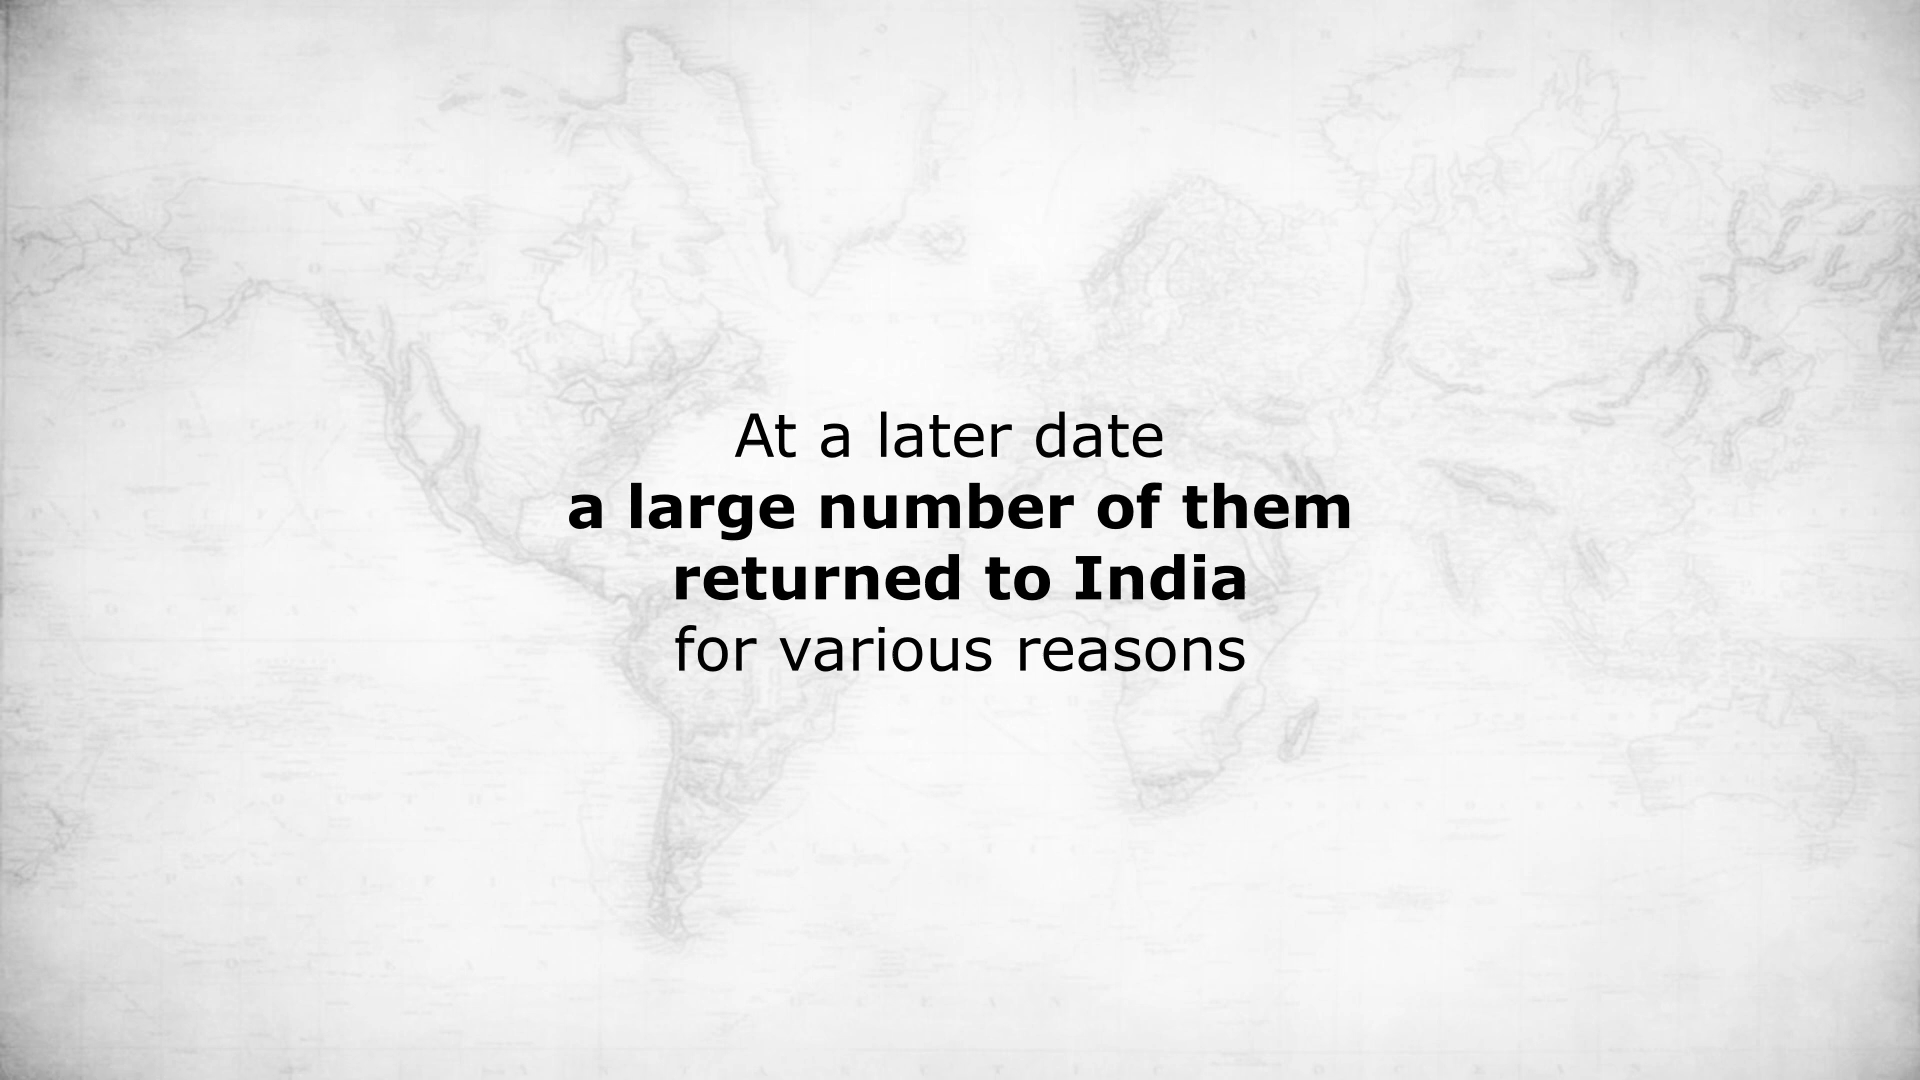 At a later date
a large number of them
returned to India
for various reasons